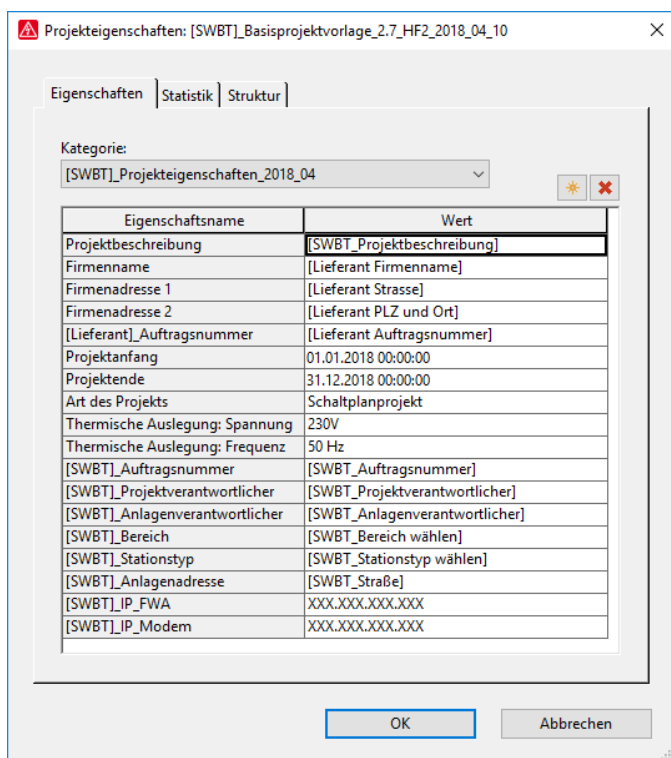 Projekteigenschaften: [SWBT]_Basisprojektvorlage_2.7_HF2_2018_04_10
Eigenschaften Statistik Struktur
Kategorie:
[SWBT]_Projekteigenschaften_2018_04
Eigenschaftsname Wert
Projektbeschreibung [SWBT_Projektbeschreibung]
Firmenname [Lieferant Firmenname]
Firmenadresse 1 [Lieferant Strasse]
Firmenadresse 2 [Lieferant PLZ und Ort]
[Lieferant]_Auftragsnummer [Lieferant Auftragsnummer]
Projektanfang 01.01.2018 00:00:00
Projektende 31.12.2018 00:00:00
Art des Projekts Schaltplanprojekt
Thermische Auslegung: Spannung 230V
Thermische Auslegung: Frequenz 50 Hz
[SWBT]_Auftragsnummer [SWBT_Auftragsnummer]
[SWBT]_Projektverantwortlicher [SWBT_Projektverantwortlicher]
[SWBT]_Anlagenverantwortlicher [SWBT_Anlagenverantwortlicher]
[SWBT]_Bereich [SWBT_Bereich wählen]
[SWBT]_Stationstyp [SWBT_Stationstyp wählen]
[SWBT]_Anlagenadresse [SWBT_Straße]
[SWBT]_IP_FWA XXX.XXX.XXX.XXX
[SWBT]_IP_Modem XXX.XXX.XXX.XXX
OK Abbrechen